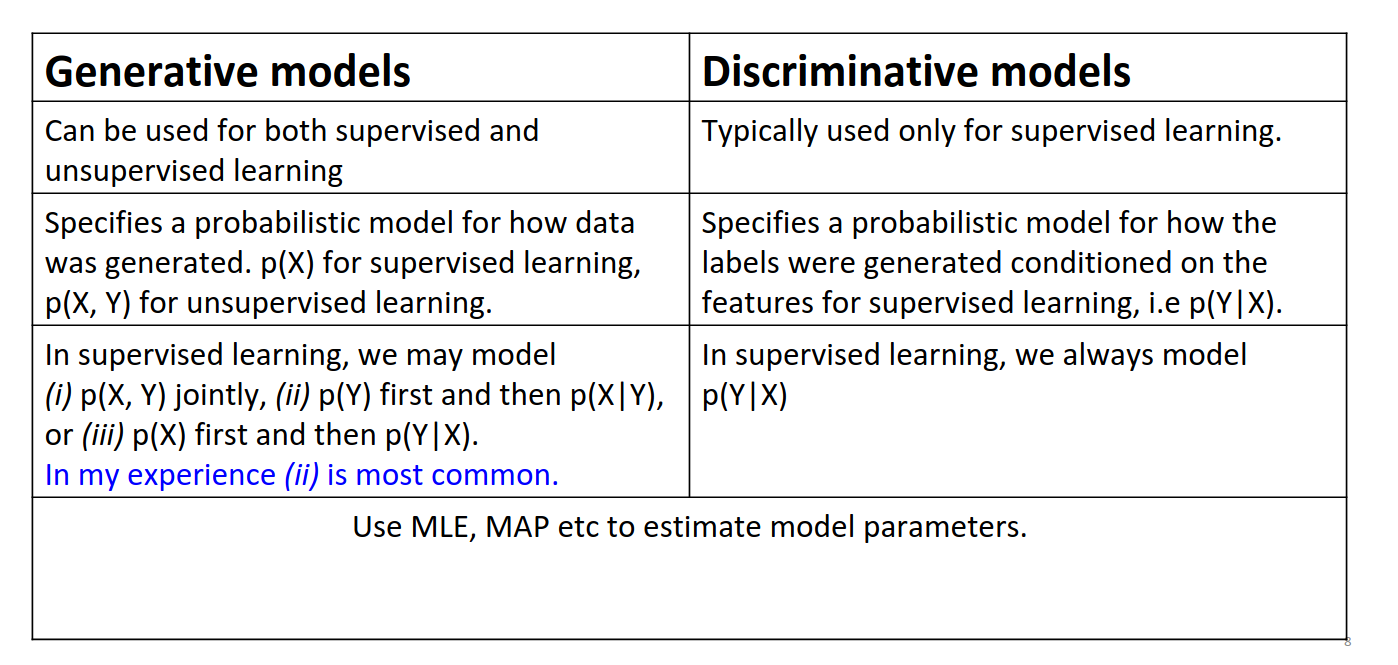 Generative models
Discriminative models
Can be used for both supervised and
unsupervised learning
Typically used only for supervised learning.
Specifies a probabilistic model for how data
was generated. p(X) for supervised learning,
p(X, Y) for unsupervised learning.
Specifies a probabilistic model for how the
labels were generated conditioned on the
features for supervised learning, i.e p(Y|X).
In supervised learning, we may model
(i) p(X, Y) jointly, (ii) p(Y) first and then p(X|Y),
or (iii) p(X) first and then p(Y|X).
In my experience (ii) is most common.
In supervised learning, we always model
p(Y|X)
Use MLE, MAP etc to estimate model parameters.
8